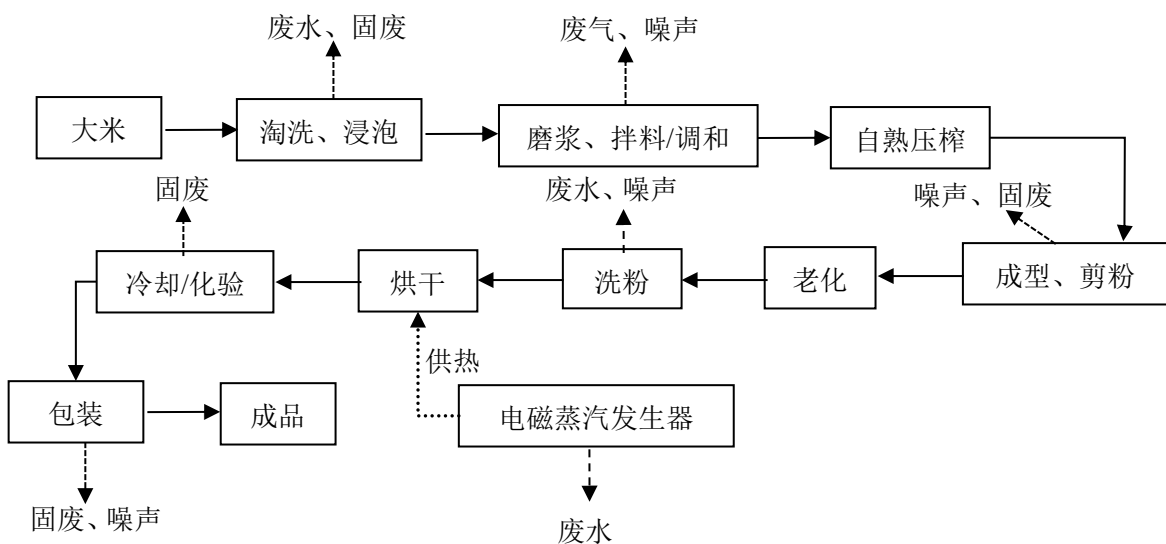 废水、固废
废气、噪声
大米
淘洗、浸泡
磨浆、拌料/调和
自熟压榨
固废
废水、噪声
噪声、固废
冷却/化验
烘干
洗粉
老化
成型、剪粉
供热
包装
成品
电磁蒸汽发生器
固废、噪声
废水